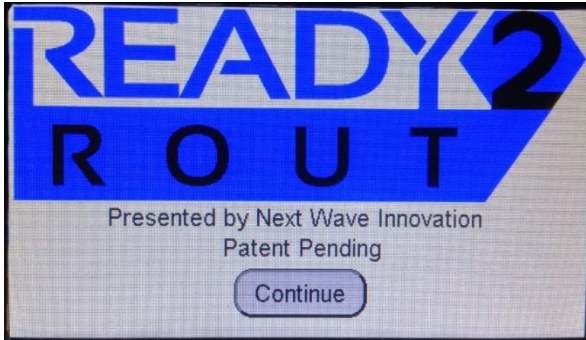 READY2
ROUT
Presented by Next Wave Innovation
Patent Pending
Continue